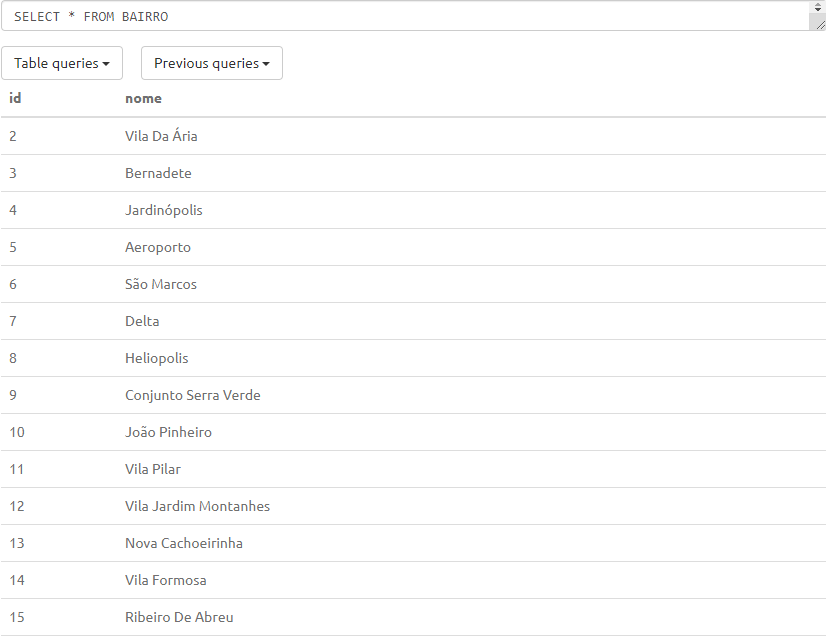 SELECT * FROM BAIRRO
Table queries Previous queries
id nome
2 Vila Da Ária
3 Bernadete
4 Jardinópolis
5 Aeroporto
6 São Marcos
7 Delta
8 Heliopolis
9 Conjunto Serra Verde
10 João Pinheiro
11 Vila Pilar
12 Vila Jardim Montanhes
13 Nova Cachoeirinha
14 Vila Formosa
15 Ribeiro De Abreu